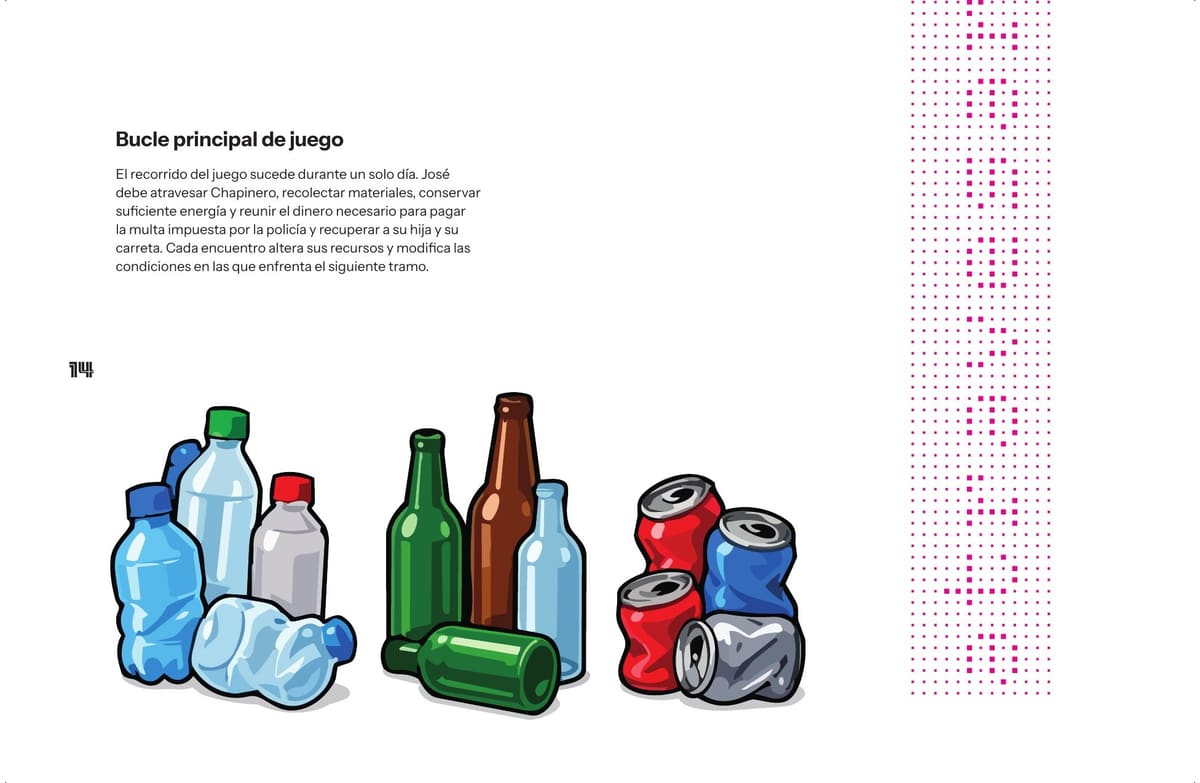 Bucle principal de juego
El recorrido del juego sucede durante un solo día. José
debe atravesar Chapinero, recolectar materiales, conservar
suficiente energía y reunir el dinero necesario para pagar
la multa impuesta por la policía y recuperar a su hija y su
carreta. Cada encuentro altera sus recursos y modifica las
condiciones en las que enfrenta el siguiente tramo.
14
atravesar